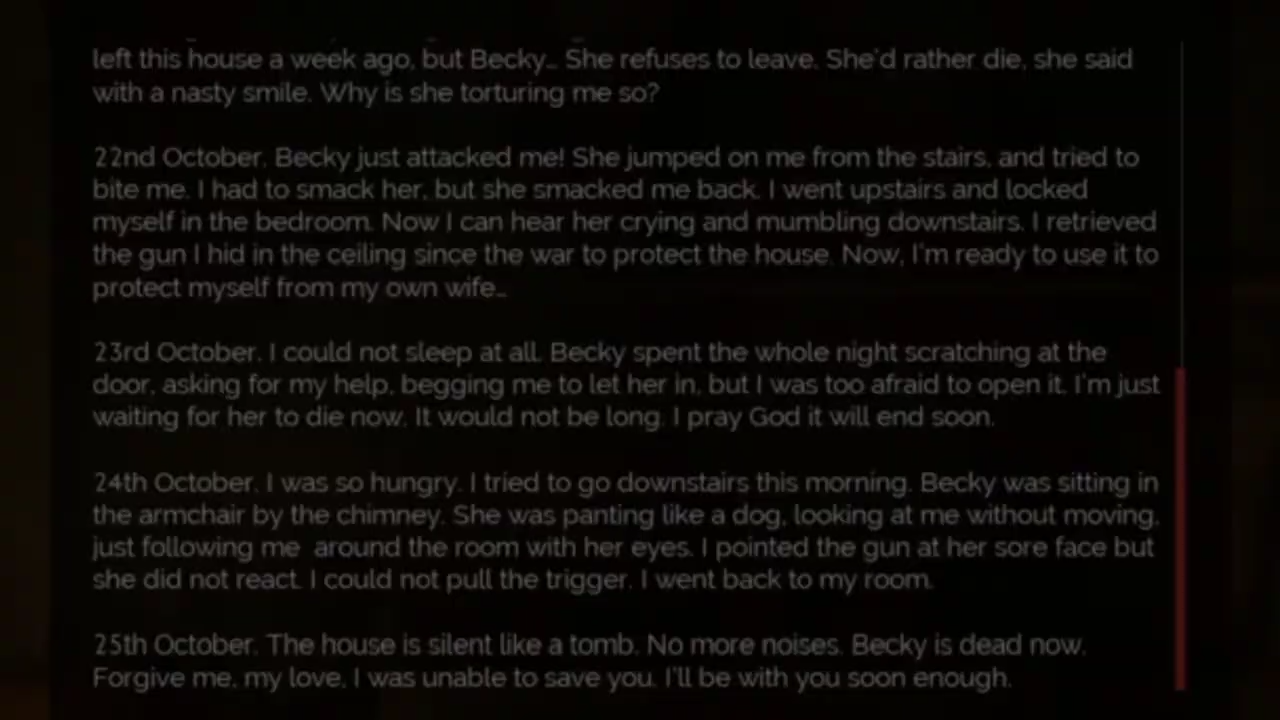 left this house a week ago, but Becky… She refuses to leave. She'd rather die, she said
with a nasty smile. Why is she torturing me so?
22nd October. Becky just attacked me! She jumped on me from the stairs, and tried to
bite me. I had to smack her, but she smacked me back. I went upstairs and locked
myself in the bedroom. Now I can hear her crying and mumbling downstairs. I retrieved
the gun I hid in the ceiling since the war to protect the house. Now, I'm ready to use it to
protect myself from my own wife…
23rd October. I could not sleep at all. Becky spent the whole night scratching at the
door, asking for my help, begging me to let her in, but I was too afraid to open it. I'm just
waiting for her to die now. It would not be long. I pray God it will end soon.
24th October. I was so hungry. I tried to go downstairs this morning. Becky was sitting in
the armchair by the chimney. She was panting like a dog, looking at me without moving,
just following me around the room with her eyes. I pointed the gun at her sore face but
she did not react. I could not pull the trigger. I went back to my room.
25th October. The house is silent like a tomb. No more noises. Becky is dead now.
Forgive me, my love, I was unable to save you. I'll be with you soon enough.